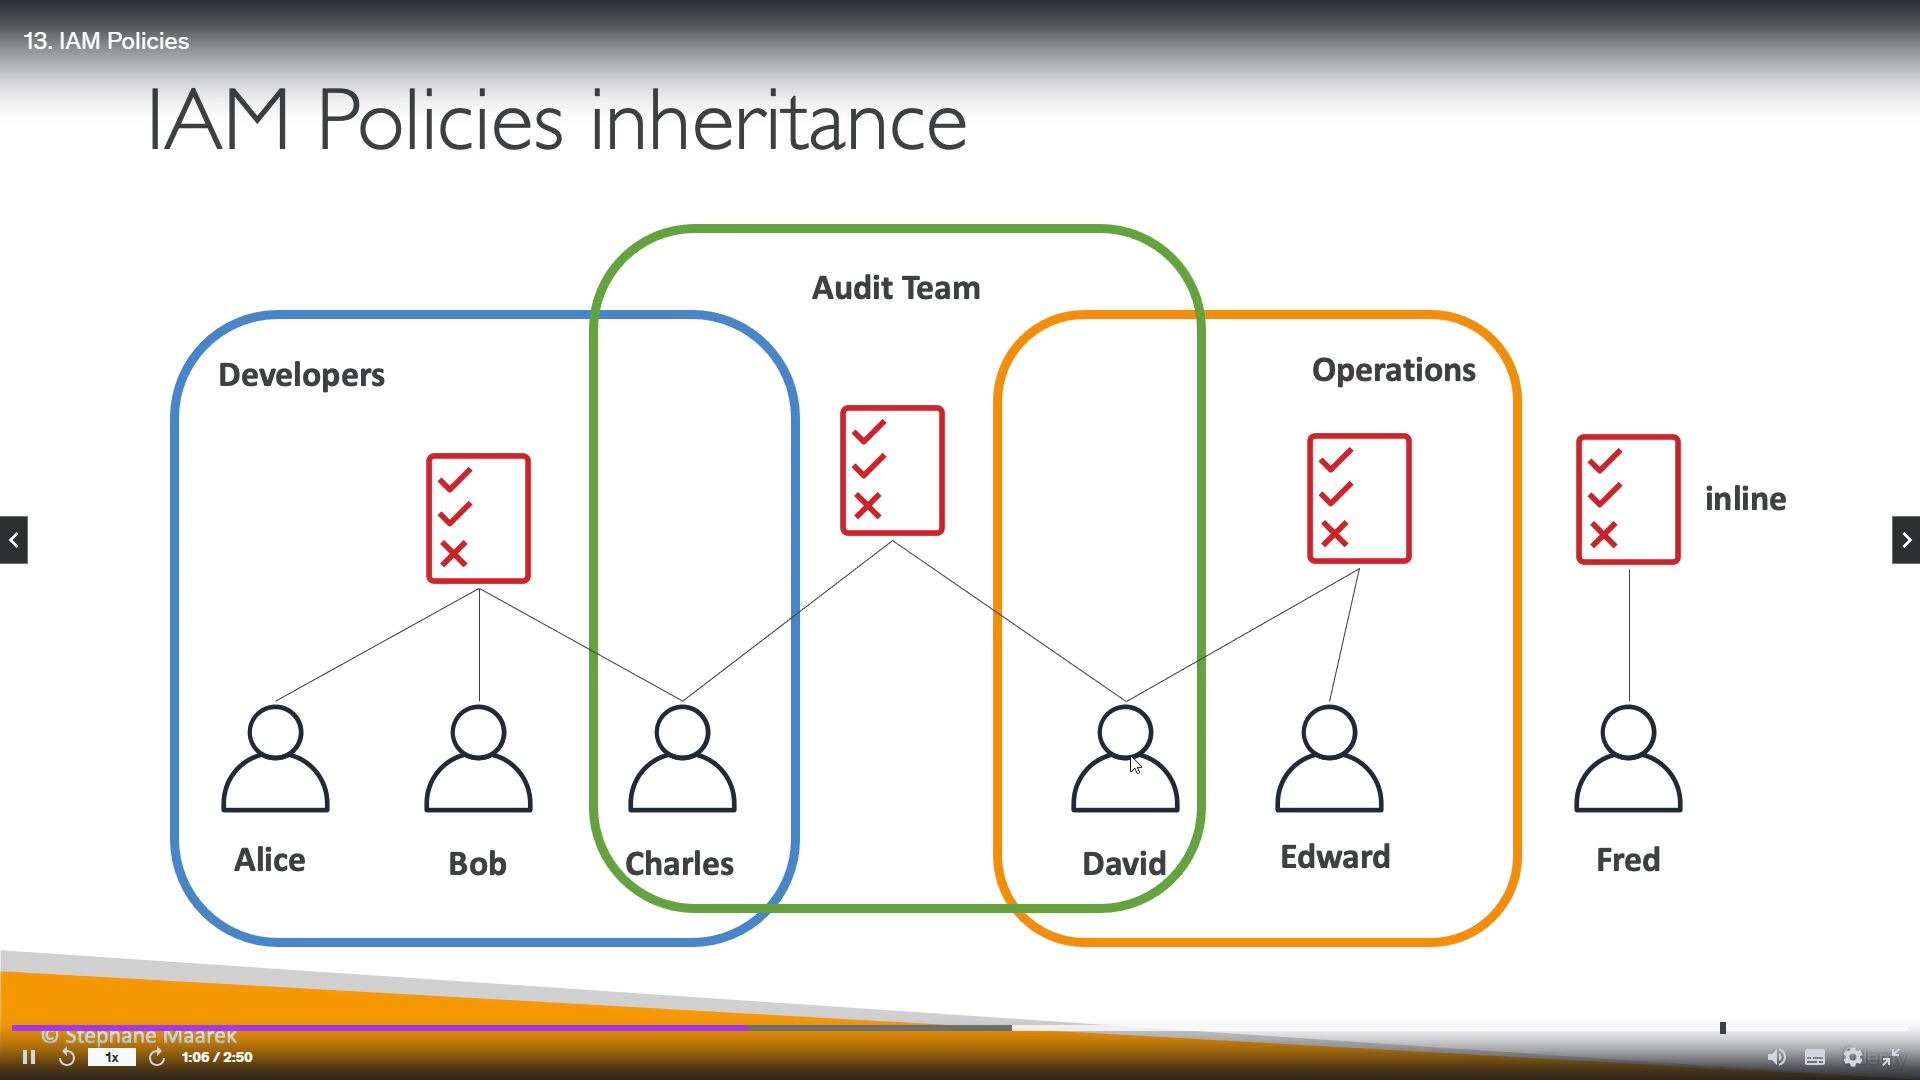 13. IAM Policies
IAM Policies inheritance
Audit Team
Developers
Operations
inline
Alice
Bob
Charles
David
Edward
Fred
© Stephane Maarek
1x
1:06 / 2:50